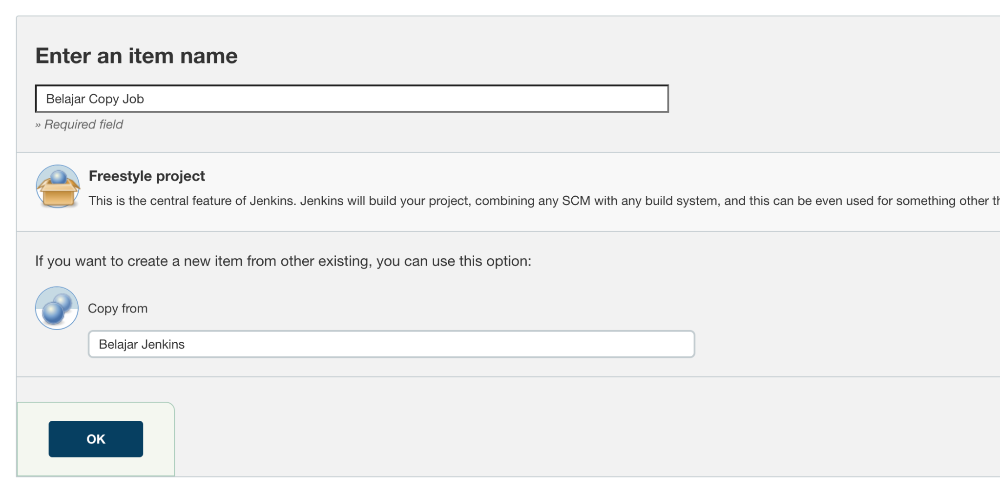 Enter an item name
Belajar Copy Job
» Required field
Freestyle project
This is the central feature of Jenkins. Jenkins will build your project, combining any SCM with any build system, and this can be even used for something other
If you want to create a new item from other existing, you can use this option:
Copy from
Belajar Jenkins
OK